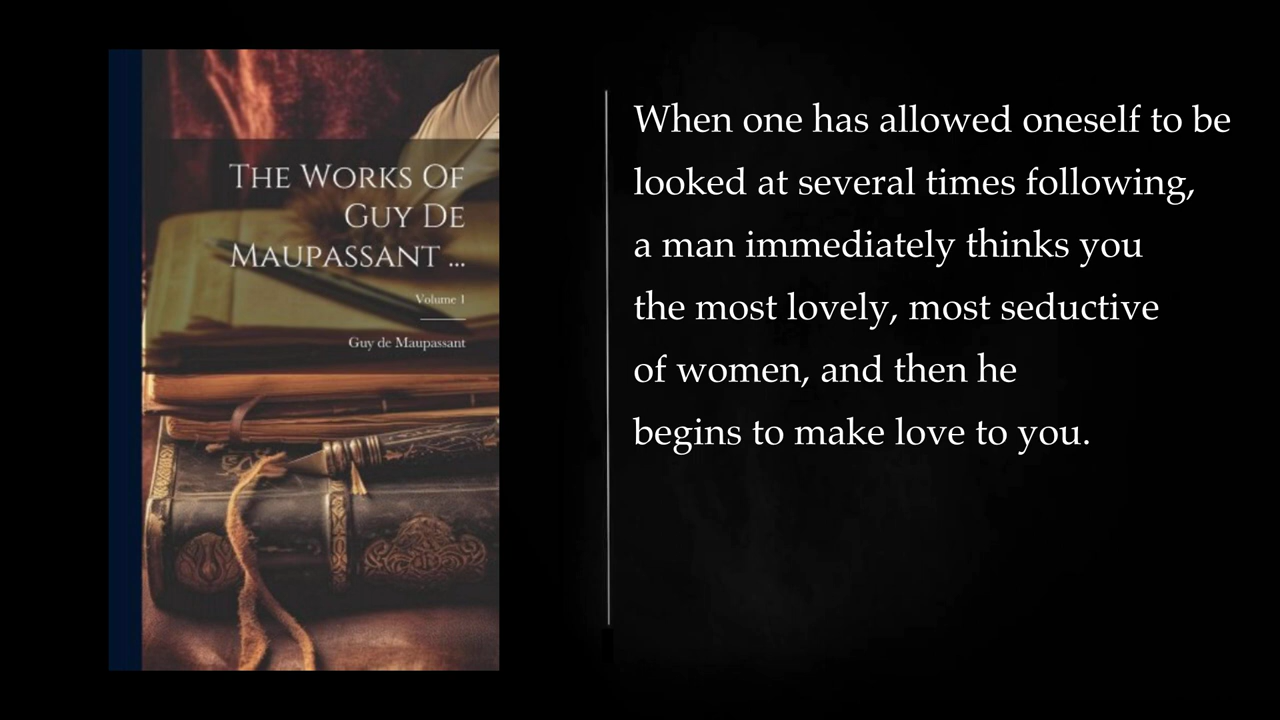 The Works Of
Guy De
Maupassant ...
Volume 1
Guy de Maupassant
When one has allowed oneself to be
looked at several times following,
a man immediately thinks you
the most lovely, most seductive
of women, and then he
begins to make love to you.